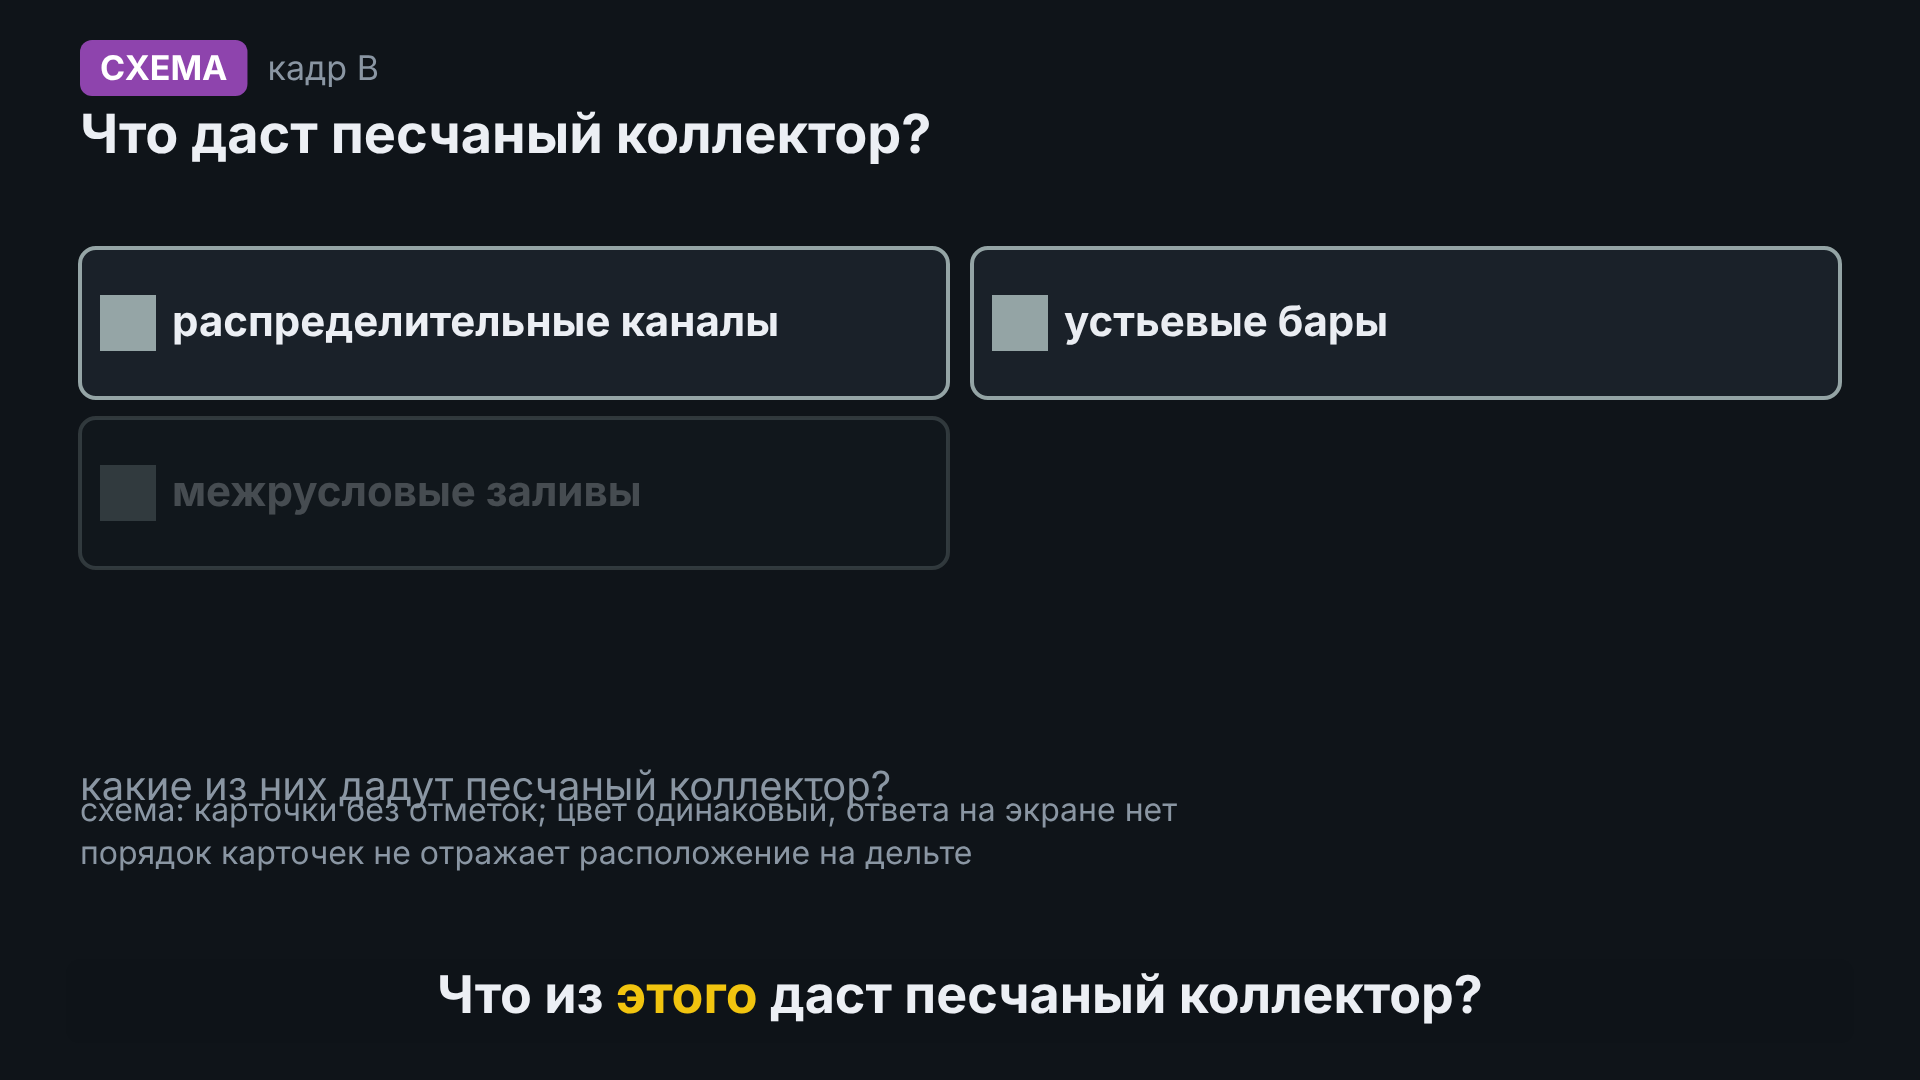 СХЕМА кадр B
Что даст песчаный коллектор?
распределительные каналы
устьевые бары
межрусловые заливы
какие из них дадут песчаный коллектор?
схема: карточки без отметок; цвет одинаковый, ответа на экране нет
порядок карточек не отражает расположение на дельте
Что из этого даст песчаный коллектор?